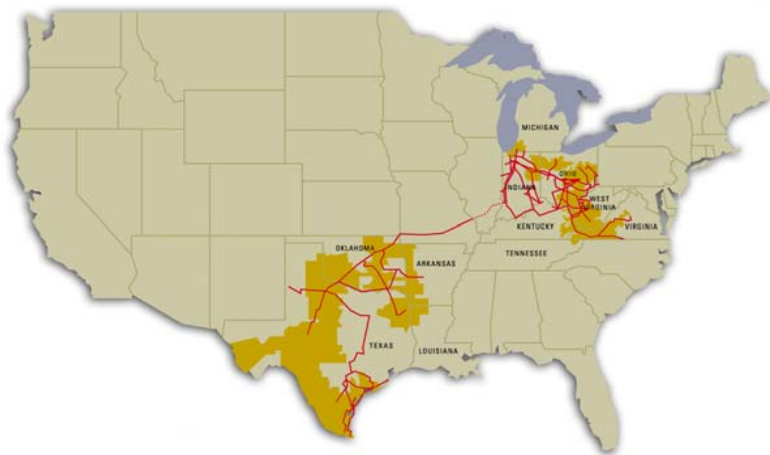 MICHIGAN
OHIO
INDIANA
WEST
VIRGINIA
KENTUCKY
VIRGINIA
TENNESSEE
OKLAHOMA
ARKANSAS
TEXAS
LOUISIANA